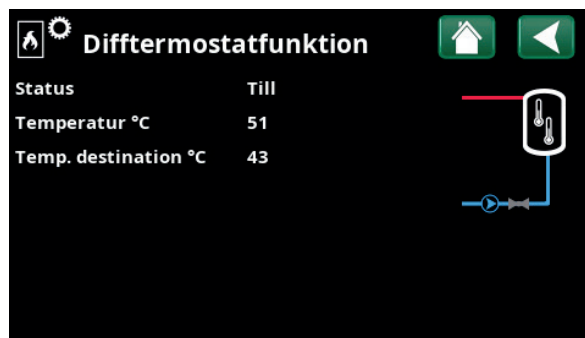 Difftermostatfunktion
Status Till
Temperatur °C 51
Temp. destination °C 43